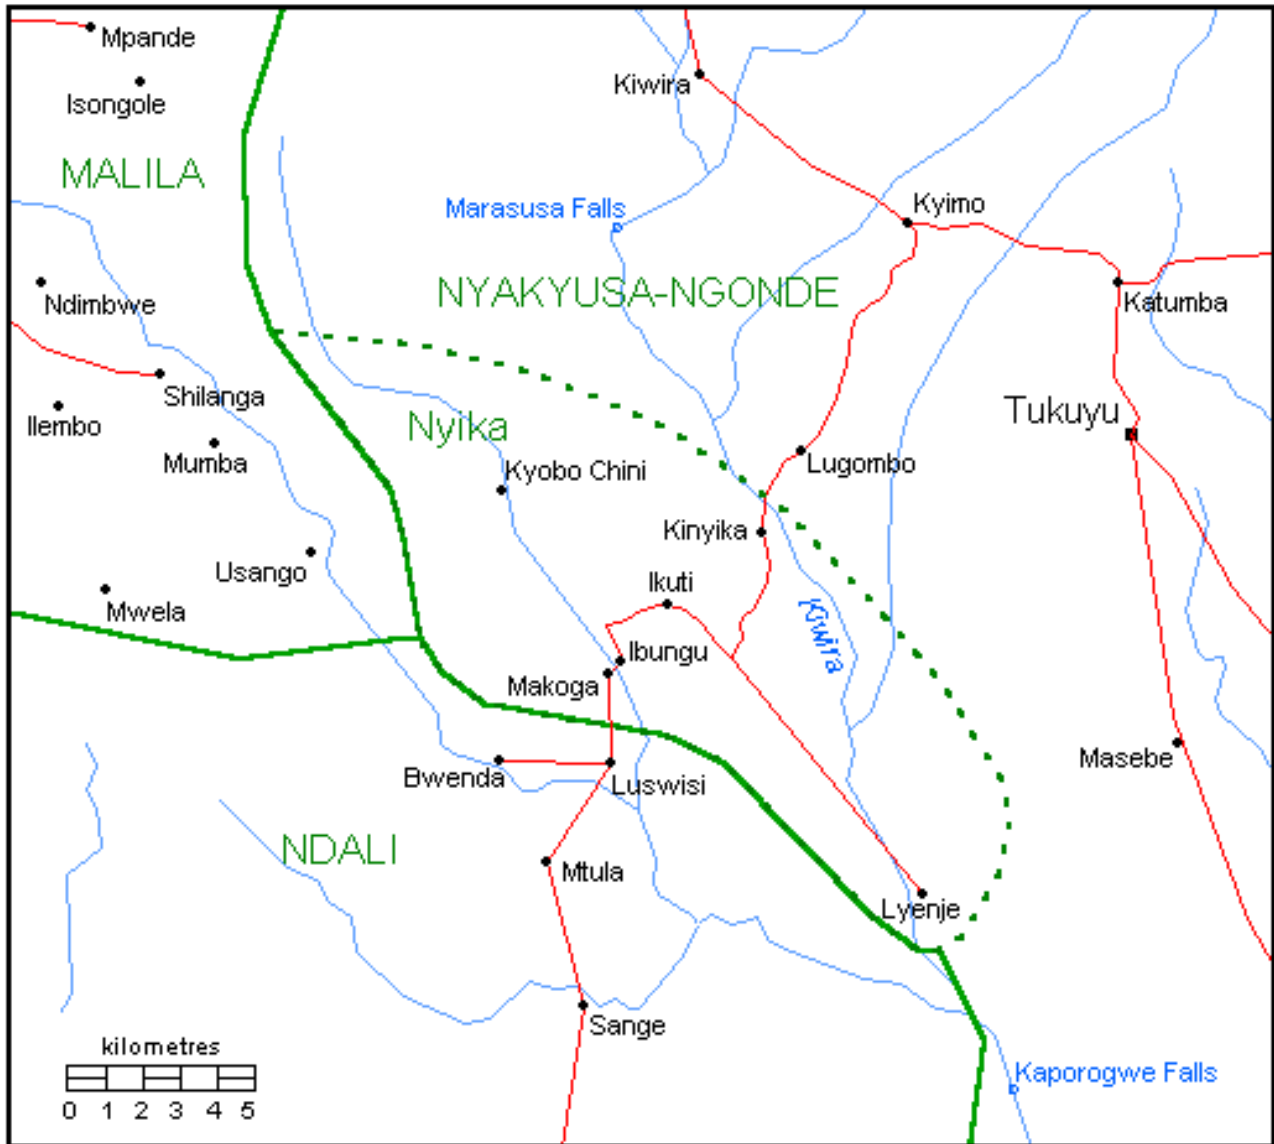 Mpande
Kiwira
Isongole
MALILA
Marasusa Falls
Kyimo
NYAKYUSA-NGONDE
Ndimbwe
Katumba
Shilanga
Ilembo
Nyika
Tukuyu
Mumba
Kyobo Chini
Lugombo
Kinyika
Usango
Ikuti
Mwela
Kiwira
Ibungu
Makoga
Masebe
Bwenda
Luswisi
NDALI
Mtula
Lyenje
Sange
kilometres
0 1 2 3 4 5
Kaporogwe Falls